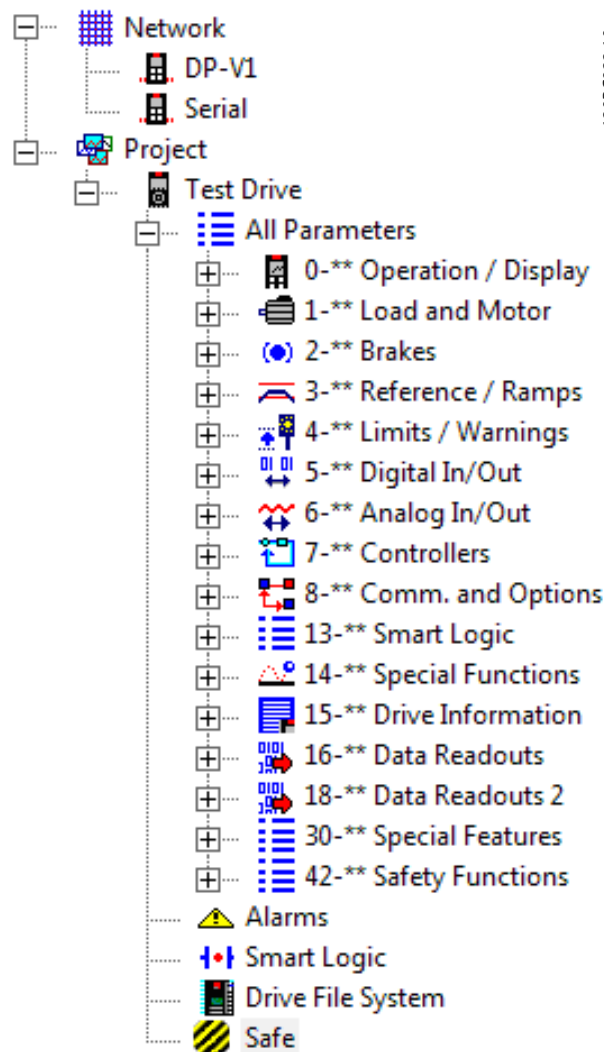 Network
DP-V1
Serial
Project
Test Drive
All Parameters
0-** Operation / Display
1-** Load and Motor
2-** Brakes
3-** Reference / Ramps
4-** Limits / Warnings
5-** Digital In/Out
6-** Analog In/Out
7-** Controllers
8-** Comm. and Options
13-** Smart Logic
14-** Special Functions
15-** Drive Information
16-** Data Readouts
18-** Data Readouts 2
30-** Special Features
42-** Safety Functions
Alarms
Smart Logic
Drive File System
Safe